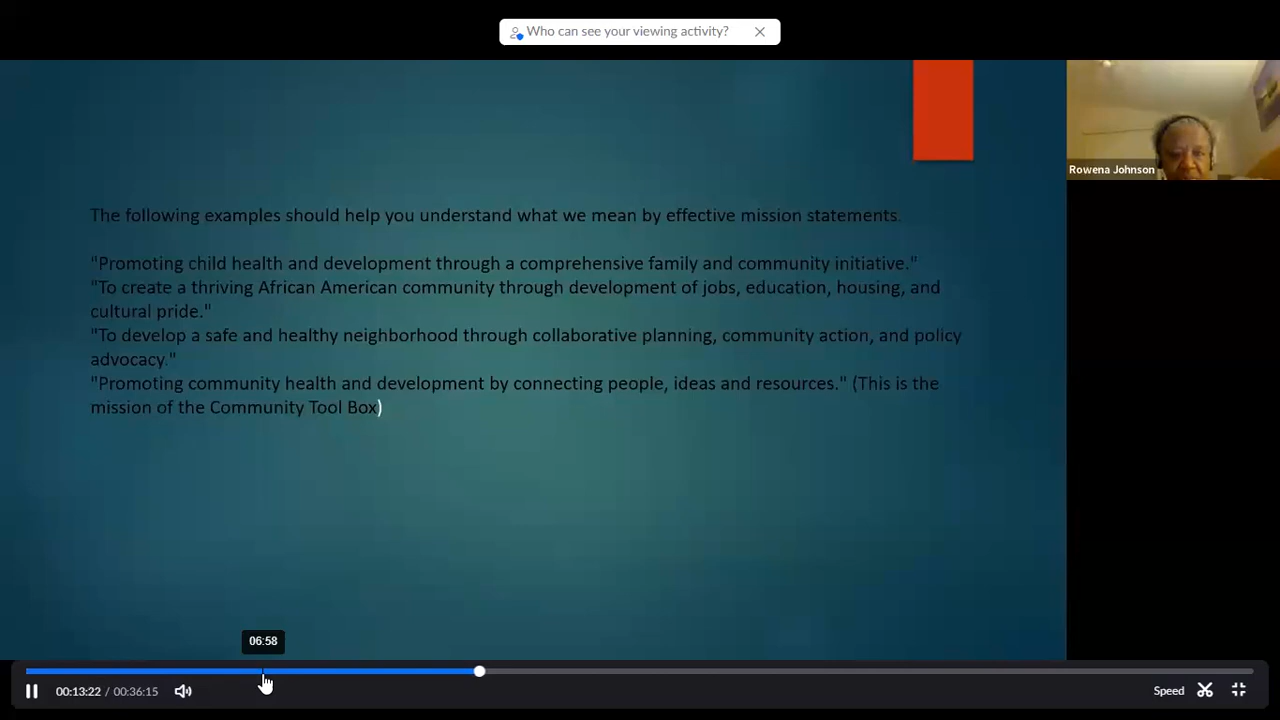 Who can see your viewing activity?
Rowena Johnson
The following examples should help you understand what we mean by effective mission statements.
"Promoting child health and development through a comprehensive family and community initiative."
"To create a thriving African American community through development of jobs, education, housing, and
cultural pride."
"To develop a safe and healthy neighborhood through collaborative planning, community action, and policy
advocacy."
"Promoting community health and development by connecting people, ideas and resources." (This is the
mission of the Community Tool Box)
06:58
00:13:22 / 00:36:15
Speed